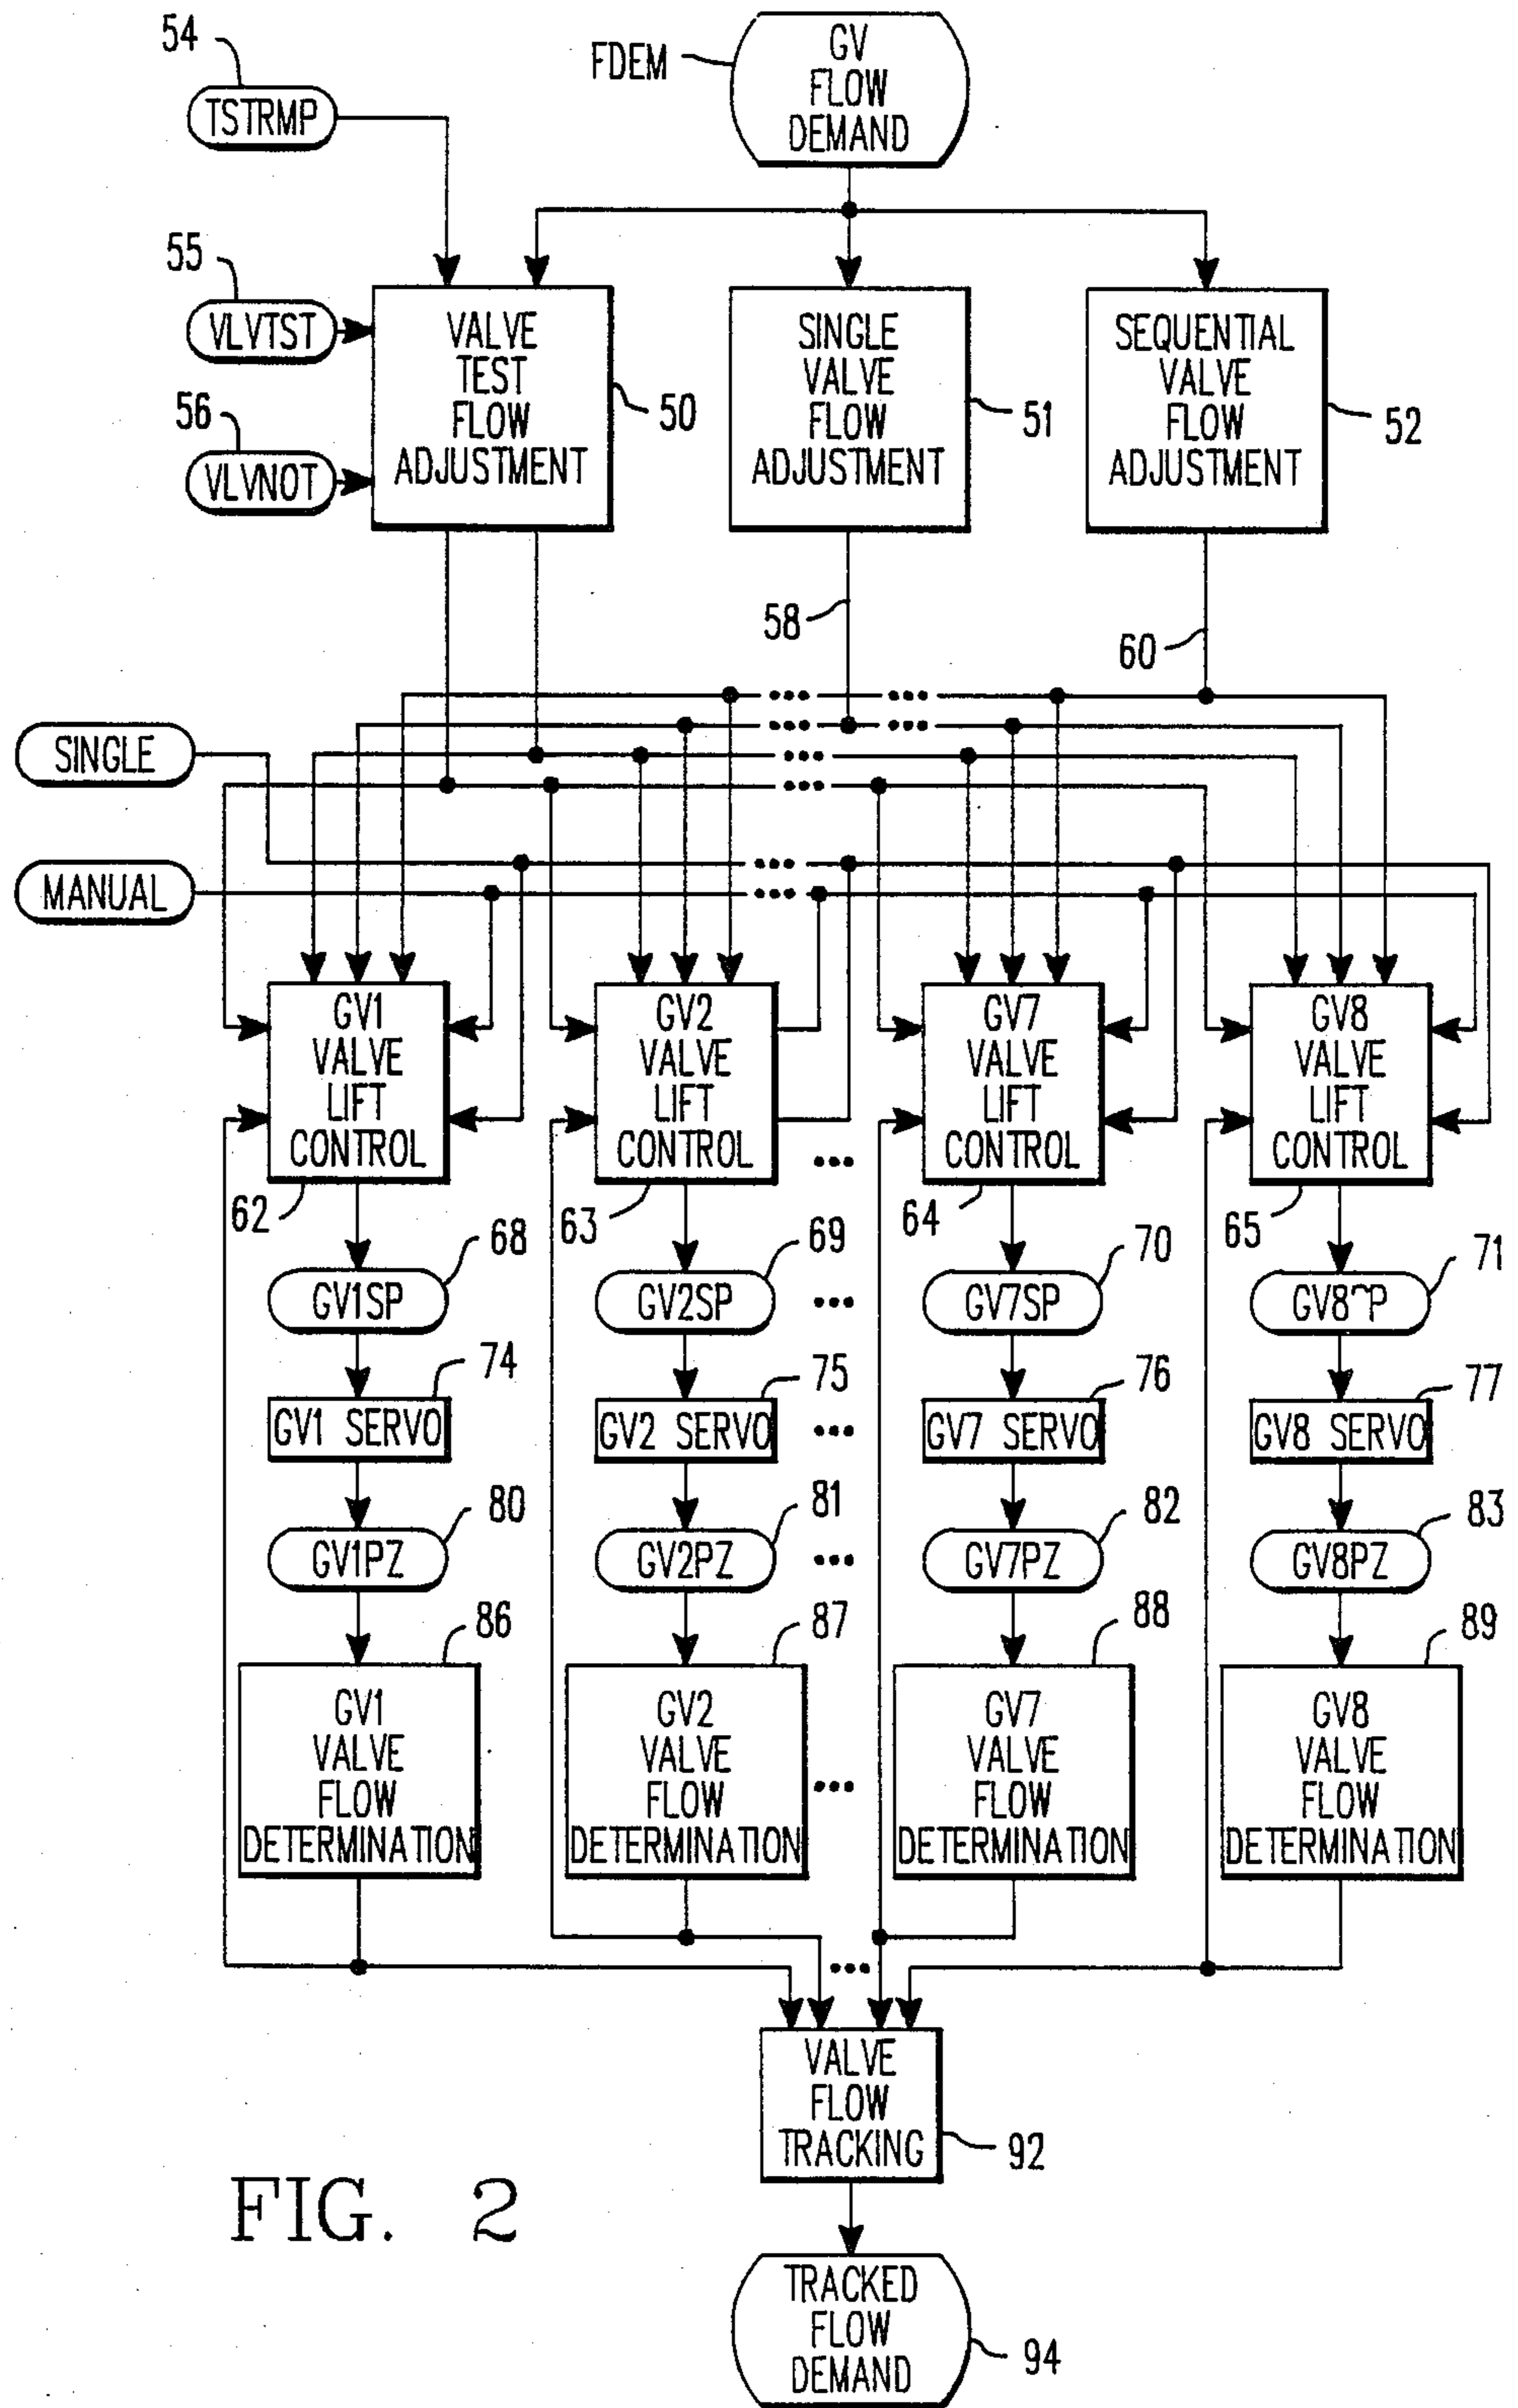 54
TSTRMP
FDEM
GV
FLOW
DEMAND
55
VLVTST
56
VLVNOT
VALVE
TEST
FLOW
ADJUSTMENT
50
SINGLE
VALVE
FLOW
ADJUSTMENT
51
SEQUENTIAL
VALVE
FLOW
ADJUSTMENT
52
58
60
SINGLE
MANUAL
GV1
VALVE
LIFT
CONTROL
62
GV2
VALVE
LIFT
CONTROL
63
GV7
VALVE
LIFT
CONTROL
64
GV8
VALVE
LIFT
CONTROL
65
68
GV1SP
69
GV2SP
70
GV7SP
71
74
GV1 SERVO
75
GV2 SERVO
76
GV7 SERVO
77
GV8 SERVO
80
GV1PZ
81
GV2PZ
82
GV7PZ
83
GV8PZ
86
GV1
VALVE
FLOW
DETERMINATION
87
GV2
VALVE
FLOW
DETERMINATION
88
GV7
VALVE
FLOW
DETERMINATION
89
GV8
VALVE
FLOW
DETERMINATION
VALVE
FLOW
TRACKING
92
FIG. 2
TRACKED
FLOW
DEMAND
94